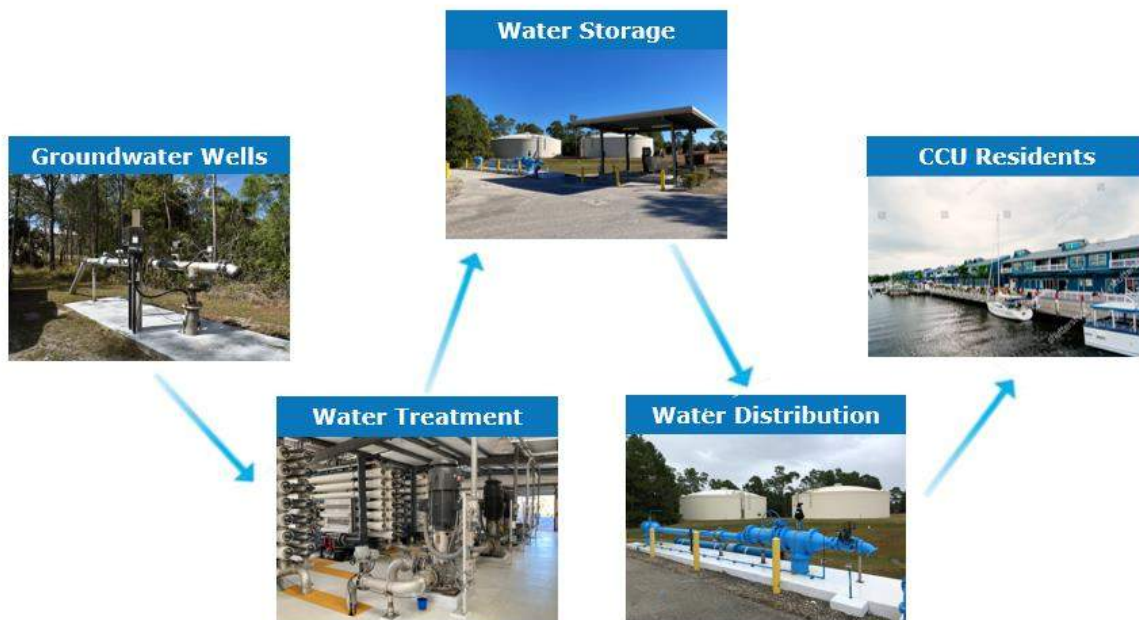 Water Storage
Groundwater Wells
CCU Residents
Water Treatment
Water Distribution